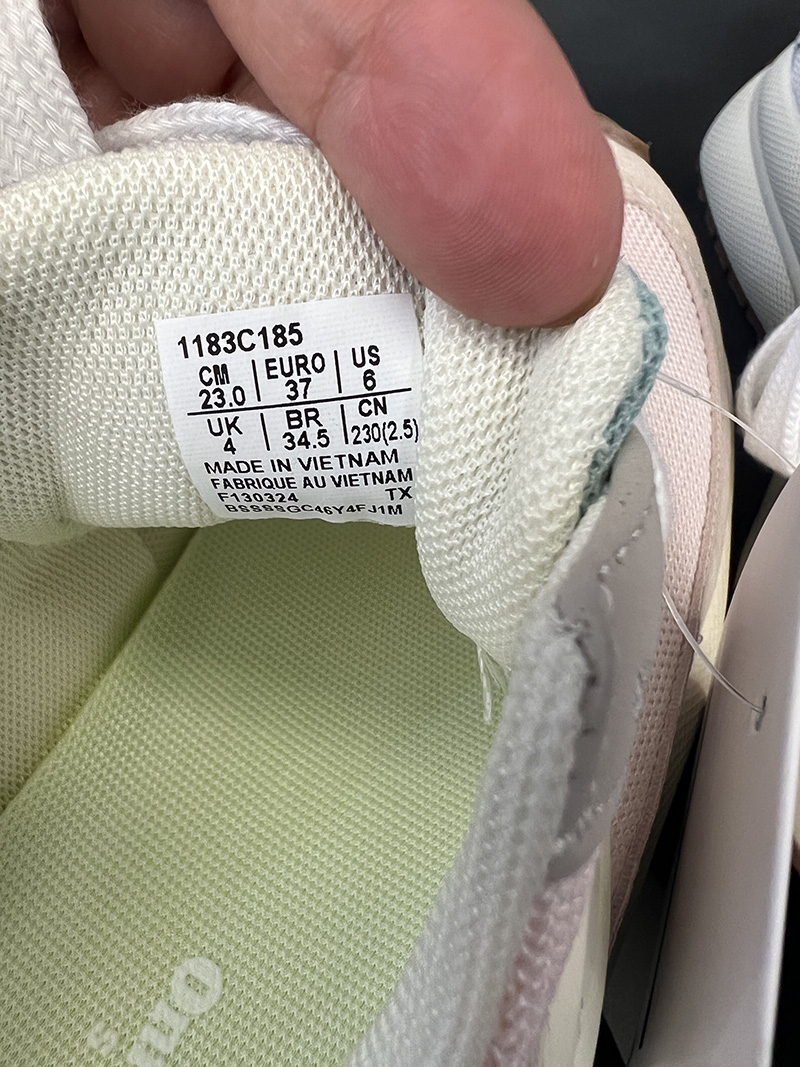 1183C185
CM EURO US
23.0 37 6
UK BR CN
4 34.5 230(2.5)
MADE IN VIETNAM
FABRIQUE AU VIETNAM
F130324 TX
BSSSSGC46Y4FJ1M